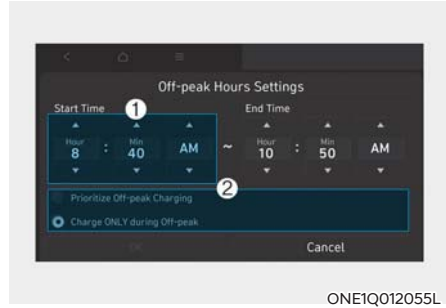 Off-peak Hours Settings
Start Time 1 End Time
Hour Min Hour Min
8 : 40 AM ~ 10 : 50 AM
2
Prioritize Off-peak Charging
Charge ONLY during Off-peak
OK Cancel
ONE1Q012055L